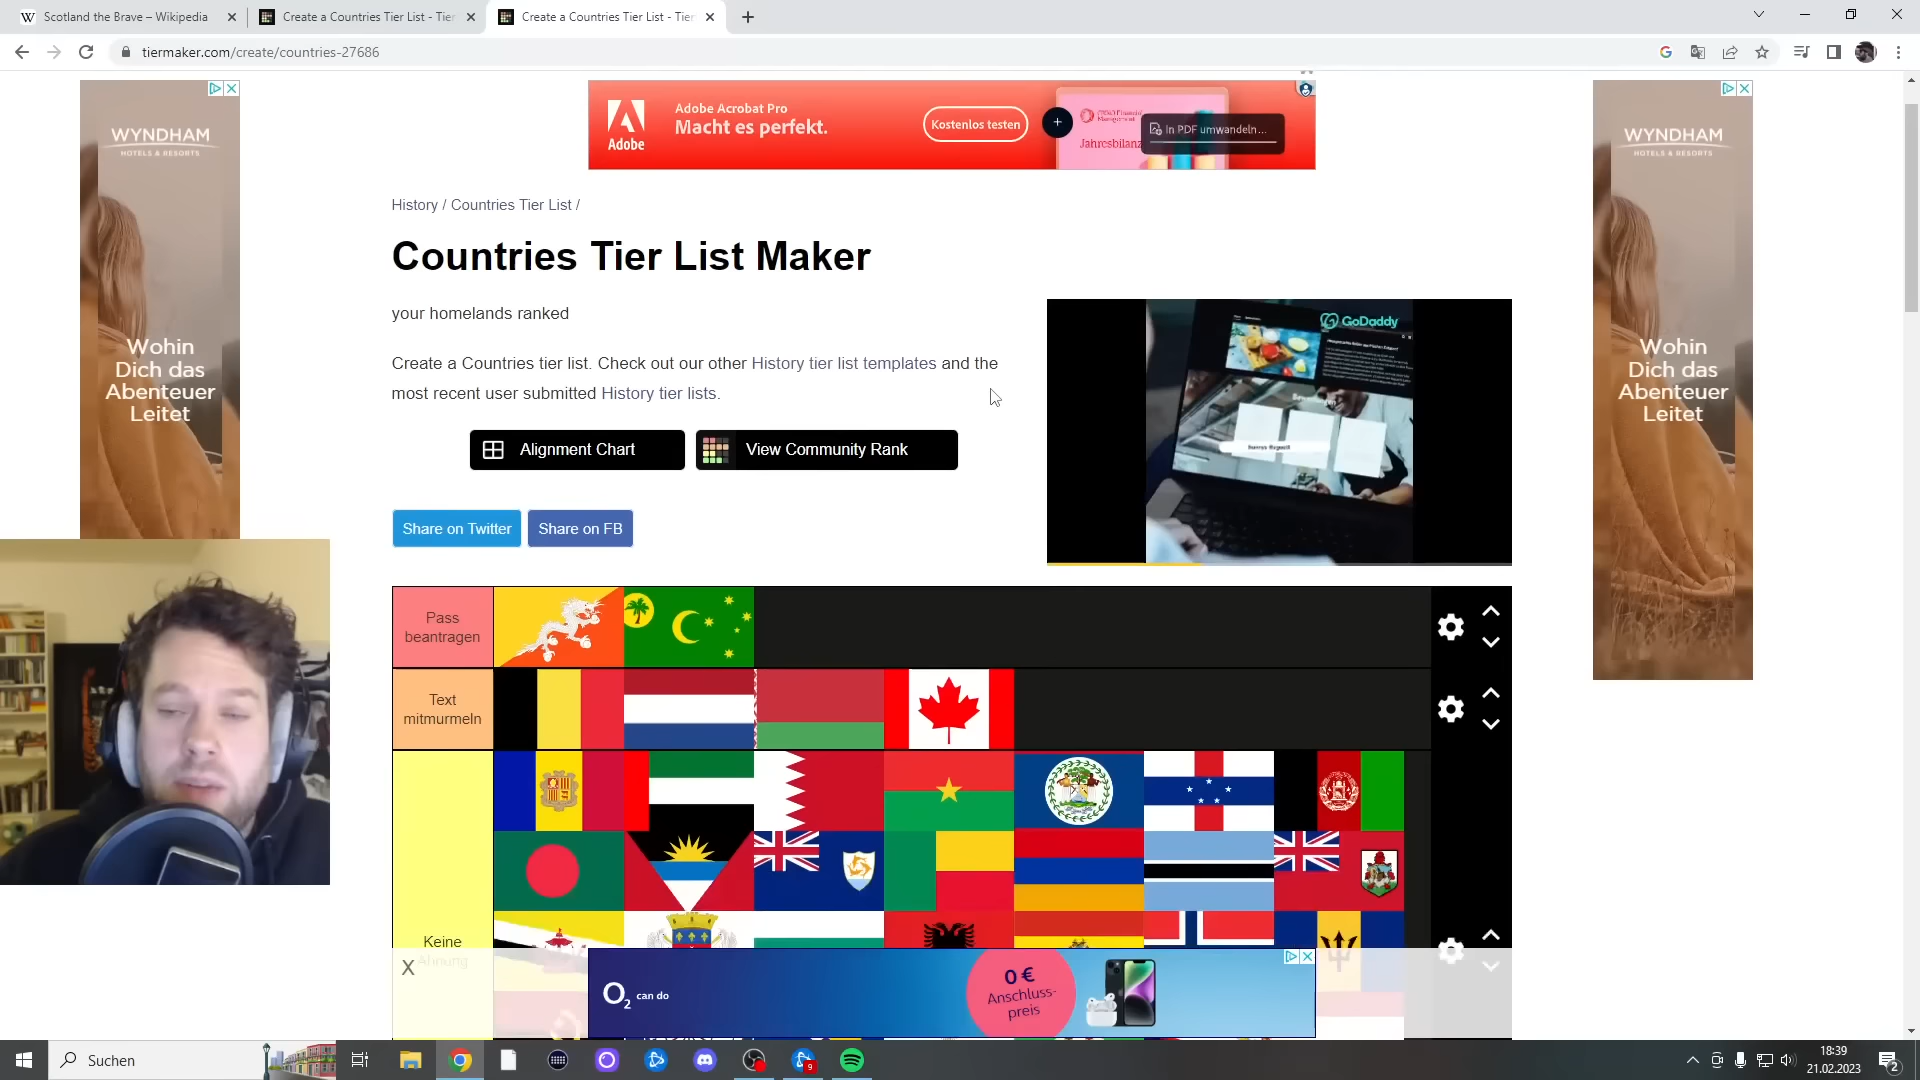 Scotland the Brave – Wikipedia
Create a Countries Tier List - Tier
Create a Countries Tier List - Tier
tiermaker.com/create/countries-27686
WYNDHAM
HOTELS & RESORTS
Wohin
Dich das
Abenteuer
Leitet
Adobe
Adobe Acrobat Pro
Macht es perfekt.
Kostenlos testen
Jahresbilanz
In PDF umwandeln...
WYNDHAM
HOTELS & RESORTS
Wohin
Dich das
Abenteuer
Leitet
History / Countries Tier List /
Countries Tier List Maker
your homelands ranked
Create a Countries tier list. Check out our other History tier list templates and the
most recent user submitted History tier lists.
GoDaddy
Alignment Chart
View Community Rank
Share on Twitter
Share on FB
Pass
beantragen
Text
mitmurmeln
Keine
Ahnung
X
O2 can do
0 €
Anschluss-
preis
Suchen
9
18:39
21.02.2023
2